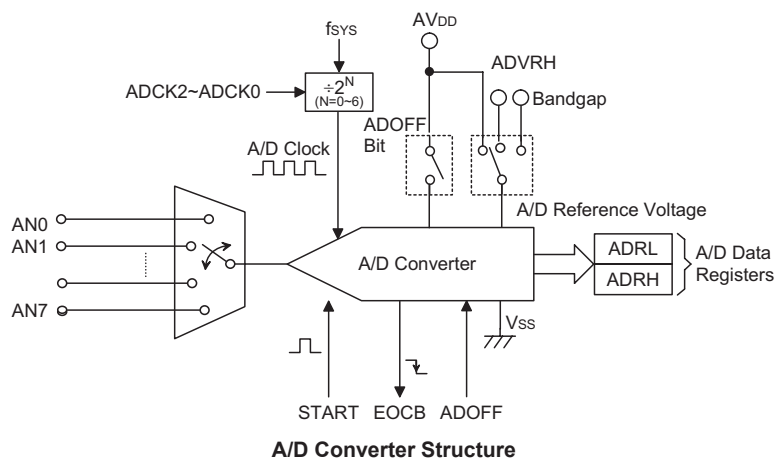 fSYS
AVDD
ADVRH
ADCK2~ADCK0
÷2N
(N=0~6)
Bandgap
ADOFF
Bit
A/D Clock
A/D Reference Voltage
AN0
AN1
AN7
A/D Converter
ADRL
ADRH
A/D Data
Registers
VSS
START
EOCB
ADOFF
A/D Converter Structure